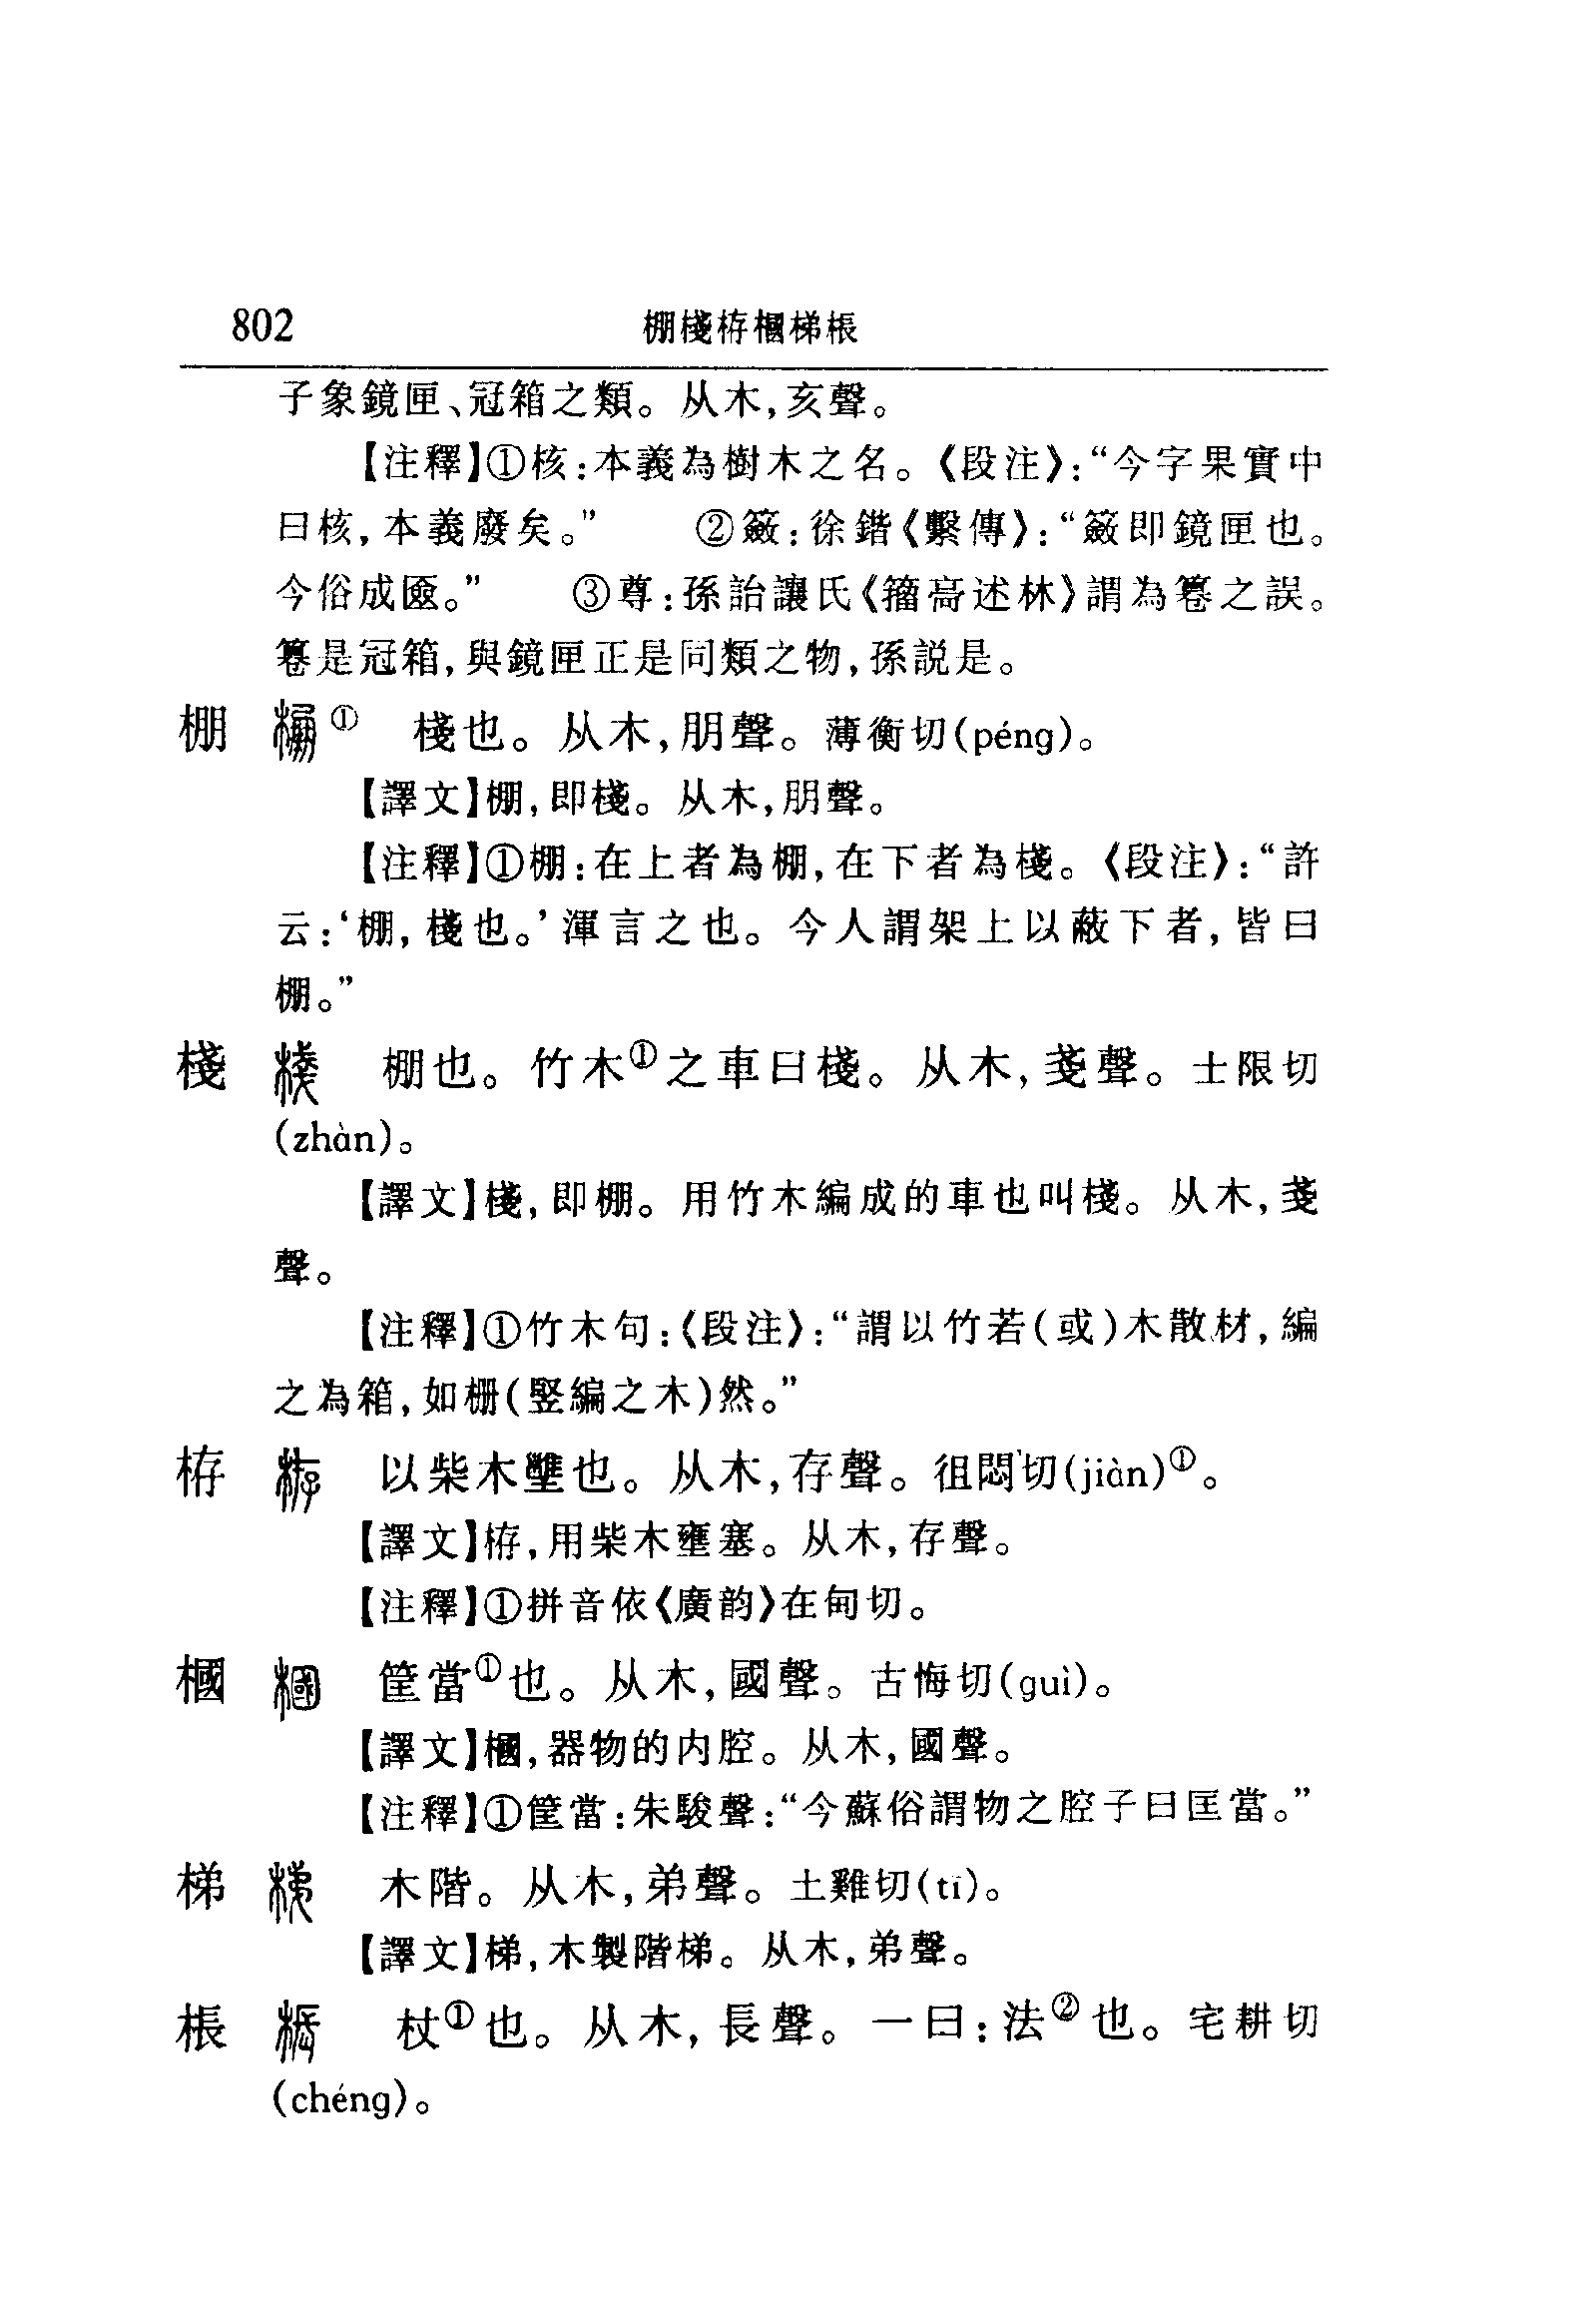 802 棚棧栫槶梯棖
子象鏡匣、冠箱之類。从木,亥聲。
【注釋】①核:本義為樹木之名。《段注》:“今字果實中
曰核,本義廢矣。” ②籢:徐鍇《繫傳》:“籢即鏡匣也。
今俗成匳。” ③尊:孫詒讓氏《籀高述林》謂為匴之誤。
匴是冠箱,與鏡匣正是同類之物,孫説是。
棚 ① 棧也。从木,朋聲。薄衡切(péng)。
【譯文】棚,即棧。从木,朋聲。
【注釋】①棚:在上者為棚,在下者為棧。《段注》:“許
云:‘棚,棧也。’渾言之也。今人謂架上以蔽下者,皆曰
棚。”
棧 棚也。竹木①之車曰棧。从木,戔聲。士限切
(zhàn)。
【譯文】棧,即棚。用竹木編成的車也叫棧。从木,戔
聲。
【注釋】①竹木句:《段注》:“謂以竹若(或)木散材,編
之為箱,如栅(竪編之木)然。”
栫 以柴木壅也。从木,存聲。徂悶切(jiàn)①。
【譯文】栫,用柴木壅塞。从木,存聲。
【注釋】①拼音依《廣韵》在甸切。
槶 筐當①也。从木,國聲。古悔切(guì)。
【譯文】槶,器物的内腔。从木,國聲。
【注釋】①筐當:朱駿聲:“今蘇俗謂物之腔子曰匡當。”
梯 木階。从木,弟聲。土雞切(tī)。
【譯文】梯,木製階梯。从木,弟聲。
棖 杖①也。从木,長聲。一曰:法②也。宅耕切
(chéng)。